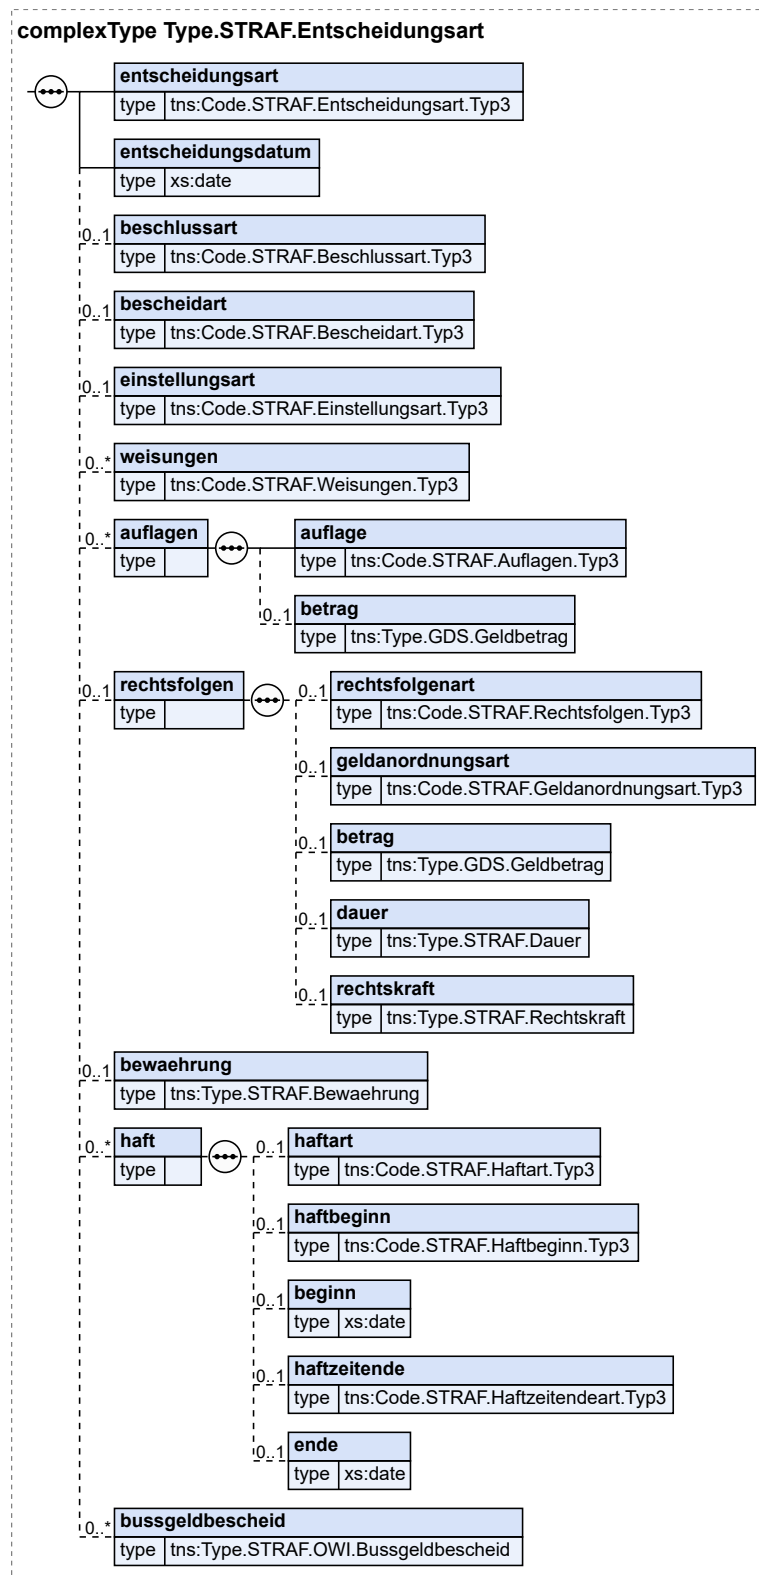 complexType Type.STRAF.Entscheidungsart
entscheidungsart
type tns:Code.STRAF.Entscheidungsart.Typ3
entscheidungsdatum
type xs:date
0..1 beschlussart
type tns:Code.STRAF.Beschlussart.Typ3
0..1 bescheidart
type tns:Code.STRAF.Bescheidart.Typ3
0..1 einstellungsart
type tns:Code.STRAF.Einstellungsart.Typ3
0..* weisungen
type tns:Code.STRAF.Weisungen.Typ3
0..* auflagen
type
auflage
type tns:Code.STRAF.Auflagen.Typ3
0..1 betrag
type tns:Type.GDS.Geldbetrag
0..1 rechtsfolgen
type
0..1 rechtsfolgenart
type tns:Code.STRAF.Rechtsfolgen.Typ3
0..1 geldanordnungsart
type tns:Code.STRAF.Geldanordnungsart.Typ3
0..1 betrag
type tns:Type.GDS.Geldbetrag
0..1 dauer
type tns:Type.STRAF.Dauer
0..1 rechtskraft
type tns:Type.STRAF.Rechtskraft
0..1 bewaehrung
type tns:Type.STRAF.Bewaehrung
0..* haft
type
0..1 haftart
type tns:Code.STRAF.Haftart.Typ3
0..1 haftbeginn
type tns:Code.STRAF.Haftbeginn.Typ3
0..1 beginn
type xs:date
0..1 haftzeitende
type tns:Code.STRAF.Haftzeitendeart.Typ3
0..1 ende
type xs:date
0..* bussgeldbescheid
type tns:Type.STRAF.OWI.Bussgeldbescheid